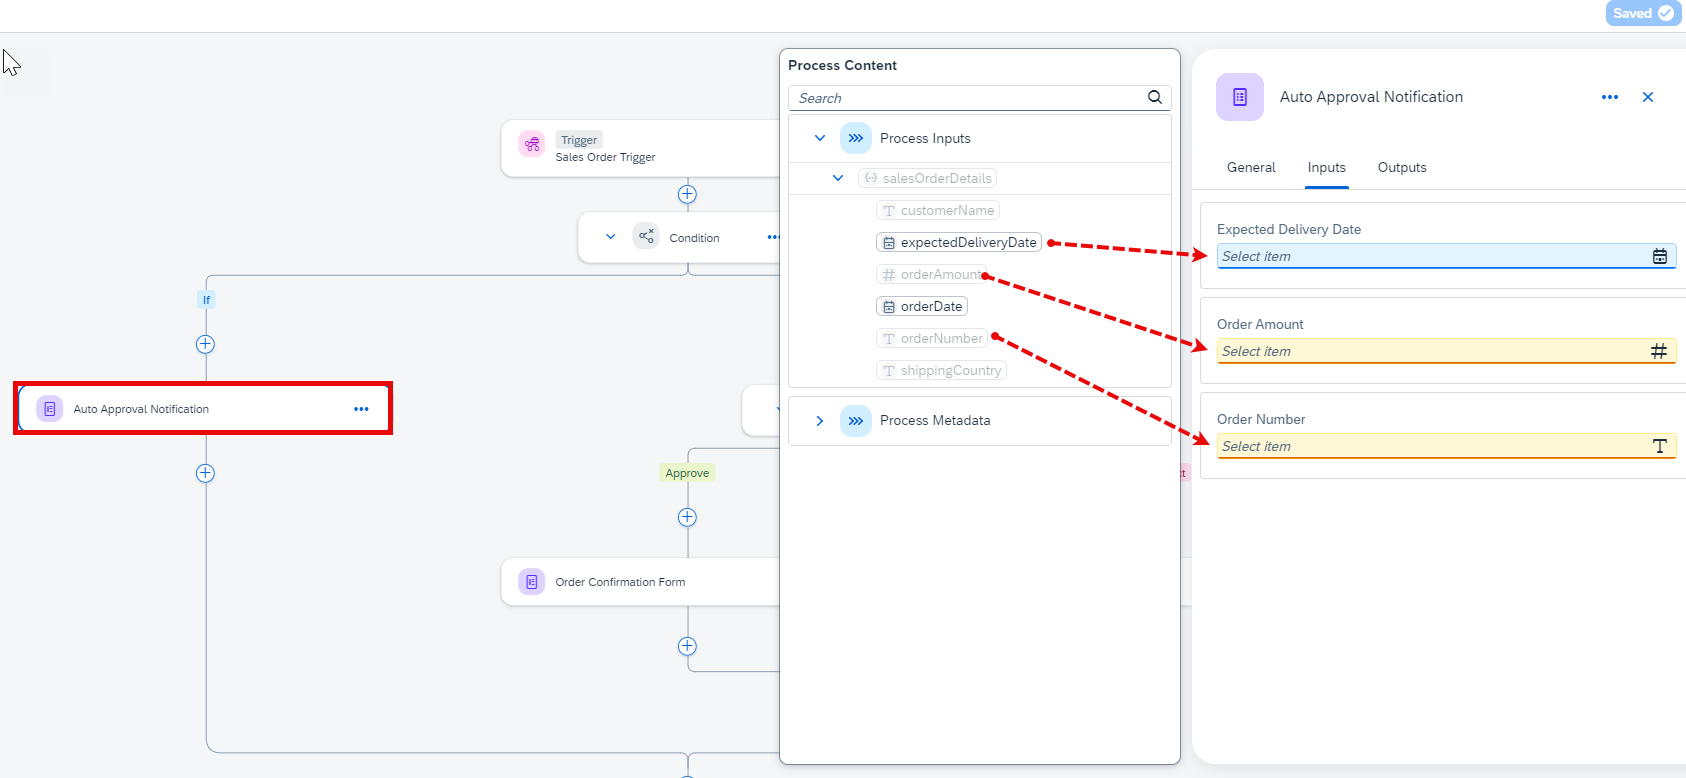 Saved
Process Content
Search
Process Inputs
salesOrderDetails
customerName
expectedDeliveryDate
orderAmount
orderDate
orderNumber
shippingCountry
Process Metadata
Trigger
Sales Order Trigger
Condition
If
Auto Approval Notification
Approve
ct
Order Confirmation Form
Auto Approval Notification
General Inputs Outputs
Expected Delivery Date
Select item
Order Amount
Select item
Order Number
Select item